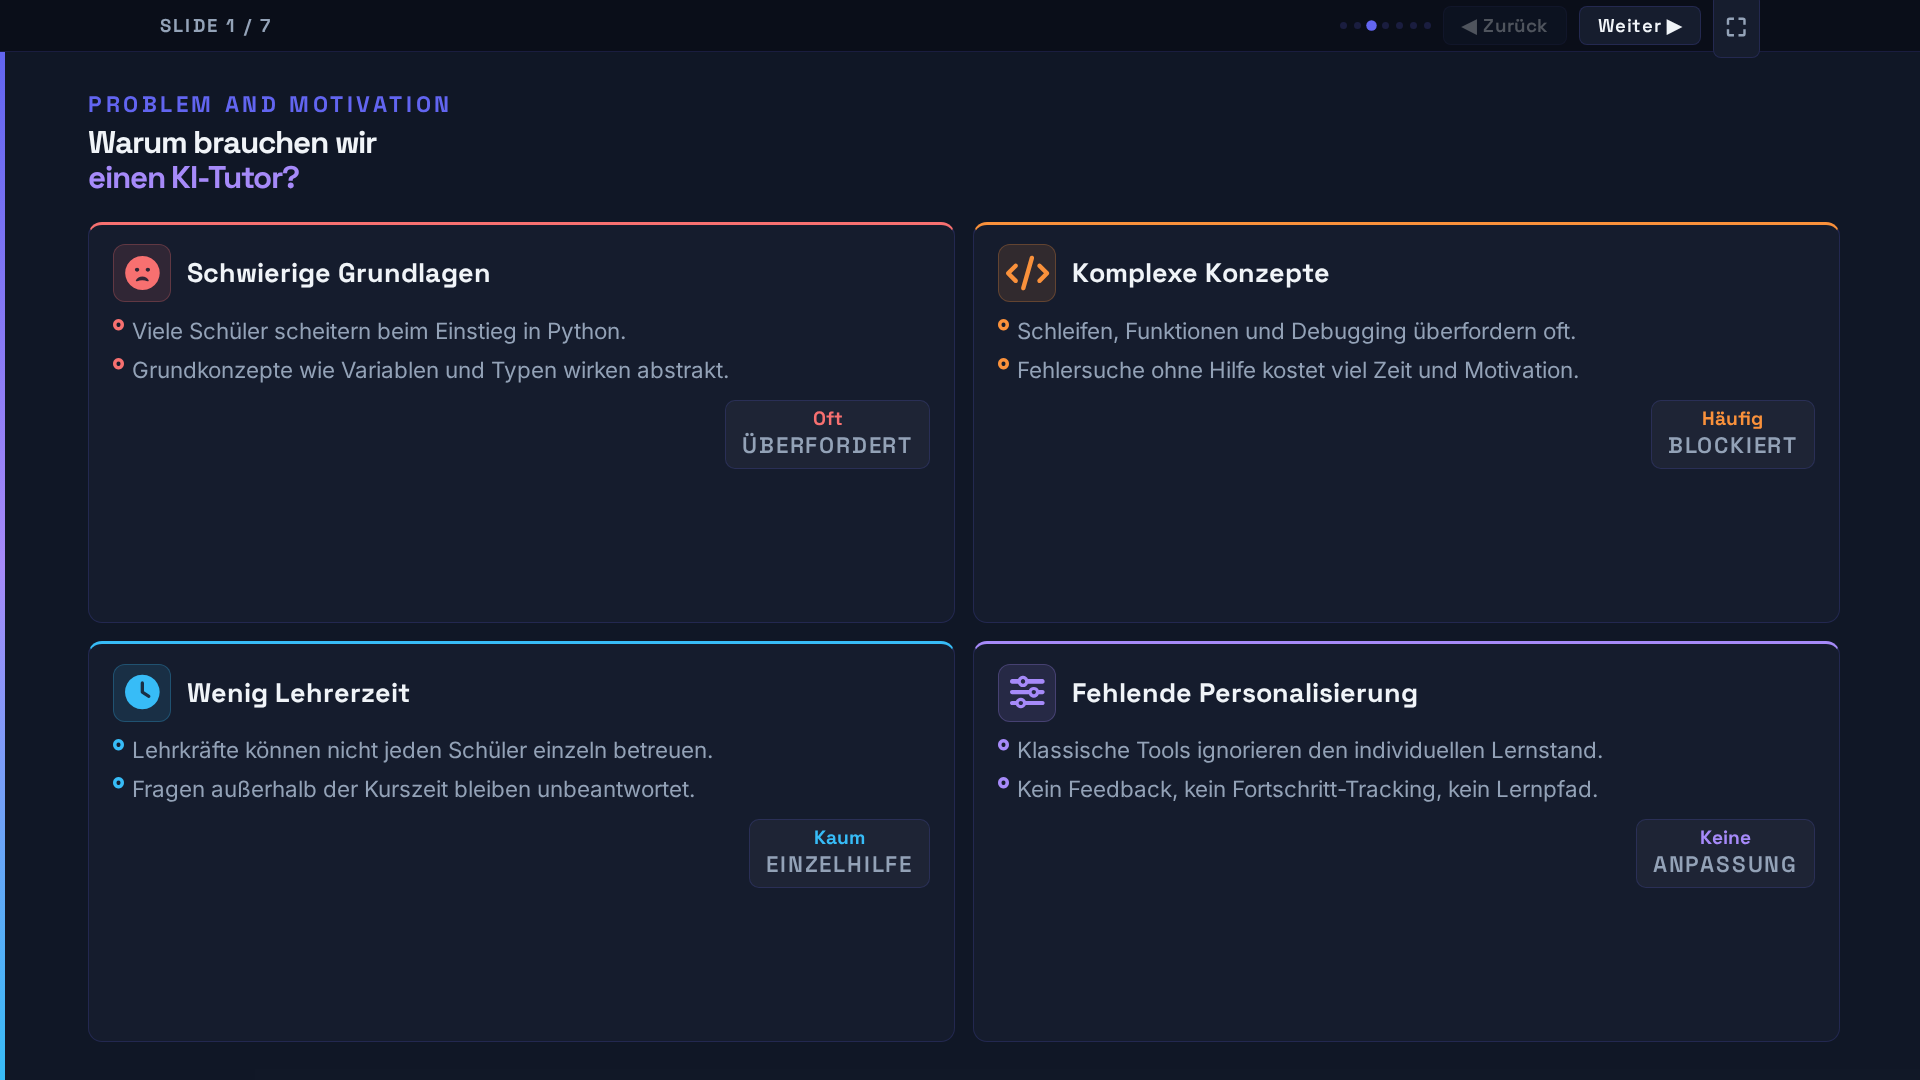 SLIDE 1 / 7
◀ Zurück
Weiter ▶
PROBLEM AND MOTIVATION
Warum brauchen wir
einen KI-Tutor?
Schwierige Grundlagen
Viele Schüler scheitern beim Einstieg in Python.
Grundkonzepte wie Variablen und Typen wirken abstrakt.
Oft
ÜBERFORDERT
Komplexe Konzepte
Schleifen, Funktionen und Debugging überfordern oft.
Fehlersuche ohne Hilfe kostet viel Zeit und Motivation.
Häufig
BLOCKIERT
Wenig Lehrerzeit
Lehrkräfte können nicht jeden Schüler einzeln betreuen.
Fragen außerhalb der Kurszeit bleiben unbeantwortet.
Kaum
EINZELHILFE
Fehlende Personalisierung
Klassische Tools ignorieren den individuellen Lernstand.
Kein Feedback, kein Fortschritt-Tracking, kein Lernpfad.
Keine
ANPASSUNG